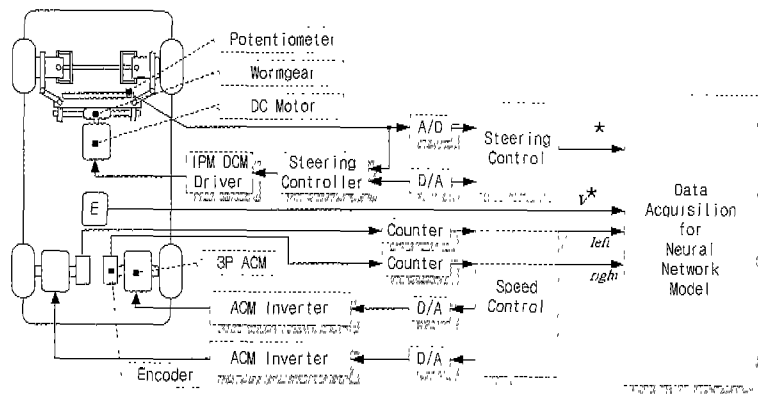 Potentiometer
Wormgear
DC Motor
A/D
Steering
Control
*
IPM DCM
Driver
Steering
Controller
D/A
E
v*
Data
Acquisition
for
Neural
Network
Model
Counter
left
3P ACM
Counter
right
Speed
Control
ACM Inverter
D/A
ACM Inverter
D/A
Encoder